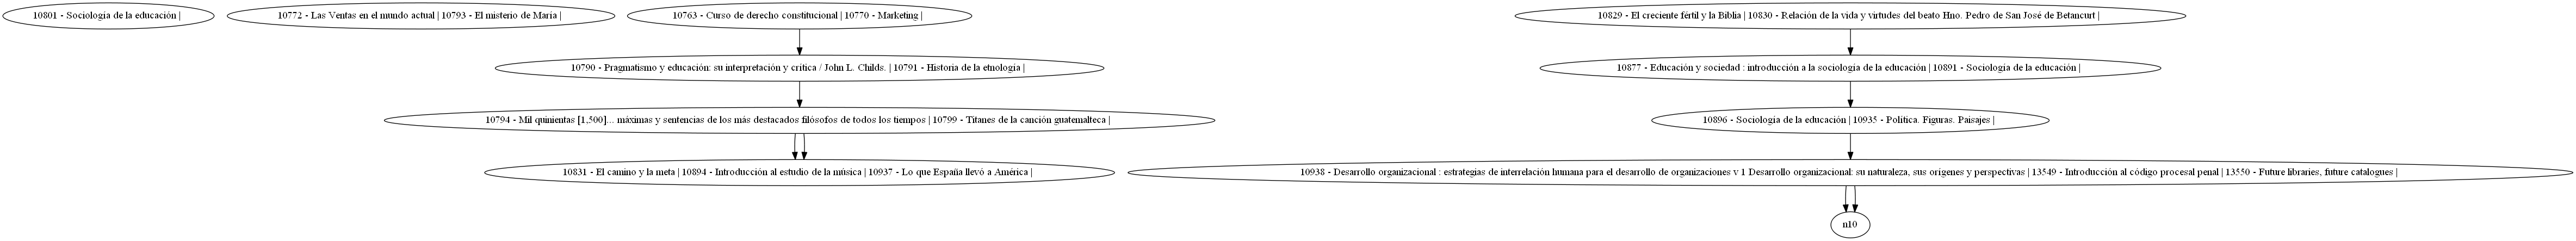 10801 - Sociología de la educación |
10772 - Las Ventas en el mundo actual | 10793 - El misterio de María |
10763 - Curso de derecho constitucional | 10770 - Marketing |
10829 - El creciente fértil y la Biblia | 10830 - Relación de la vida y virtudes del beato Hno. Pedro de San José de Betancurt |
10790 - Pragmatismo y educación: su interpretación y crítica / John L. Childs. | 10791 - Historia de la etnología |
10877 - Educación y sociedad : introducción a la sociología de la educación | 10891 - Sociología de la educación |
10794 - Mil quinientas [1,500]... máximas y sentencias de los más destacados filósofos de todos los tiempos | 10799 - Titanes de la canción guatemalteca |
10896 - Sociología de la educación | 10935 - Política. Figuras. Paisajes |
10831 - El camino y la meta | 10894 - Introducción al estudio de la música | 10937 - Lo que España llevó a América |
10938 - Desarrollo organizacional : estrategias de interrelación humana para el desarrollo de organizaciones v 1 Desarrollo organizacional: su naturaleza, sus orígenes y perspectivas | 13549 - Introducción al código procesal penal | 13550 - Future libraries, future catalogues |
n10